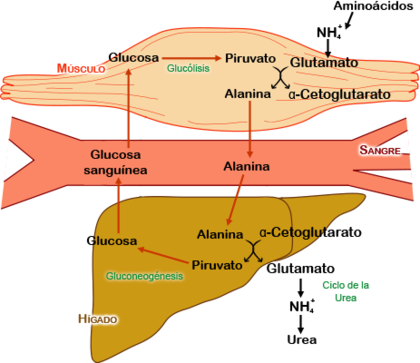 Aminoácidos
NH4+
Glucosa
Glucólisis
Piruvato
Glutamato
MÚSCULO
Alanina
α-Cetoglutarato
SANGRE
Glucosa
sanguínea
Alanina
Alanina
α-Cetoglutarato
Glucosa
Piruvato
Glutamato
Gluconeogénesis
Ciclo de la
Urea
NH4+
HÍGADO
Urea